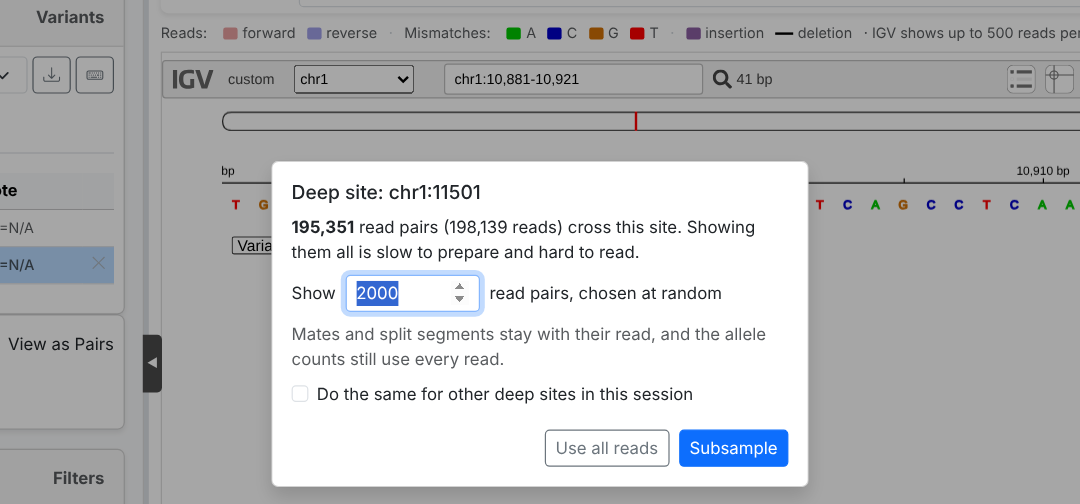 Variants
Reads: forward reverse · Mismatches: A C G T · insertion deletion · IGV shows up to 500 reads per
IGV custom chr1 chr1:10,881-10,921 41 bp
bp 10,910 bp
T G T C A G C C T C A A
=N/A
=N/A
View as Pairs
Filters
Deep site: chr1:11501
195,351 read pairs (198,139 reads) cross this site. Showing
them all is slow to prepare and hard to read.
Show 2000 read pairs, chosen at random
Mates and split segments stay with their read, and the allele
counts still use every read.
Do the same for other deep sites in this session
Use all reads Subsample